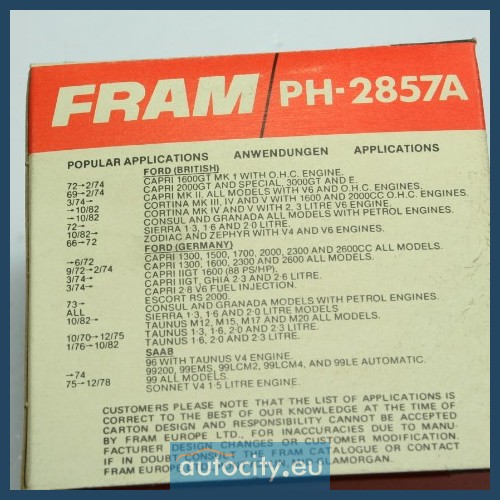 FRAM/PH-2857A
POPULAR APPLICATIONS ANWENDUNGEN APPLICATIONS
FORD (BRITISH)
72→2/74 CAPRI 1600GT MK 1 WITH O.H.C. ENGINE.
69→2/74 CAPRI 2000GT AND SPECIAL, 3000GT AND E.
3/74→ CAPRI MK II. ALL MODELS WITH V6 AND O.H.C. ENGINES.
→10/82 CORTINA MK III, IV AND V WITH 1600 AND 2000CC O.H.C. ENGINES.
→10/82 CORTINA MK IV AND V WITH 2, 3 LITRE V6 ENGINE.
72→ CONSUL AND GRANADA ALL MODELS WITH PETROL ENGINES.
10/82→ SIERRA 1·3, 1·6 AND 2·0 LITRE.
66→72 ZODIAC AND ZEPHYR WITH V4 AND V6 ENGINES.
FORD (GERMANY)
→6/72 CAPRI 1300, 1500, 1700, 2000, 2300 AND 2600CC ALL MODELS.
9/72→2/74 CAPRI 1300, 1600, 2300 AND 2600 ALL MODELS.
3/74→ CAPRI IIGT 1600 (88 PS/HP).
3/74→ CAPRI IIGT, GHIA 2·3 AND 2·6 LITRE.
CAPRI 2·8 V6 FUEL INJECTION.
73→ ESCORT RS 2000.
ALL CONSUL AND GRANADA MODELS WITH PETROL ENGINES.
10/82→ SIERRA 1·3, 1·6 AND 2·0 LITRE MODELS
TAUNUS M12, M15, M17 AND M20 ALL MODELS.
10/70→12/75 TAUNUS 1·3, 1·6, 2·0 AND 2·3 LITRE.
1/76→10/82 TAUNUS 1·6, 2·0 AND 2·3 LITRE.
SAAB
96 WITH TAUNUS V4 ENGINE.
99200, 99EMS, 99LCM2, 99LCM4, AND 99LE AUTOMATIC.
→74 99 ALL MODELS.
75→12/78 SONNET V4 1·5 LITRE ENGINE.
CUSTOMERS PLEASE NOTE THAT THE LIST OF APPLICATIONS IS
CORRECT TO THE BEST OF OUR KNOWLEDGE AT THE TIME OF
CARTON DESIGN AND RESPONSIBILITY CANNOT BE ACCEPTED
BY FRAM EUROPE LTD., FOR INACCURACIES DUE TO MANU-
FACTURER DESIGN CHANGES OR CUSTOMER MODIFICATION.
IF IN DOUBT CONSULT THE FRAM CATALOGUE OR CONTACT
FRAM EUROPE GLAMORGAN.
autocity.eu